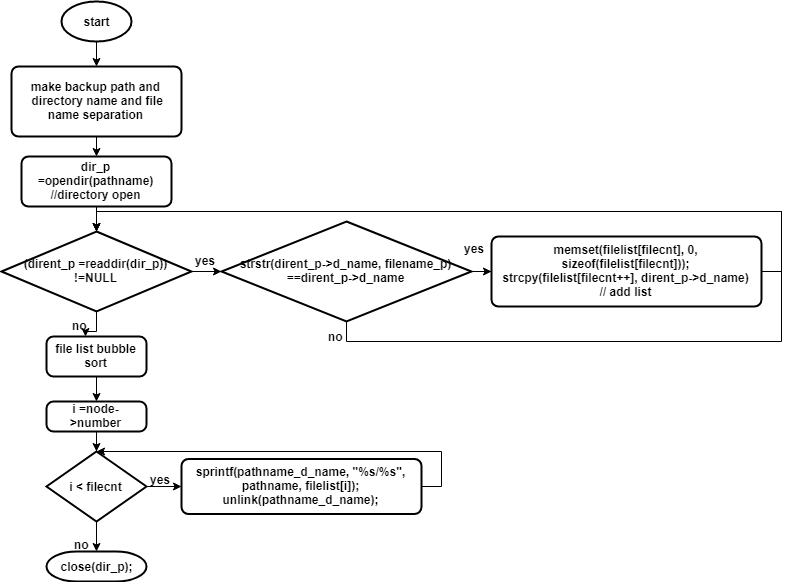 start
make backup path and
directory name and file
name separation
dir_p
=opendir(pathname)
//directory open
(dirent_p =readdir(dir_p))
!=NULL
yes
strstr(dirent_p->d_name, filename_p)
==dirent_p->d_name
yes
memset(filelist[filecnt], 0,
sizeof(filelist[filecnt]));
strcpy(filelist[filecnt++], dirent_p->d_name)
// add list
no
no
file list bubble
sort
i =node-
>number
i < filecnt
yes
sprintf(pathname_d_name, "%s/%s",
pathname, filelist[i]);
unlink(pathname_d_name);
no
close(dir_p);